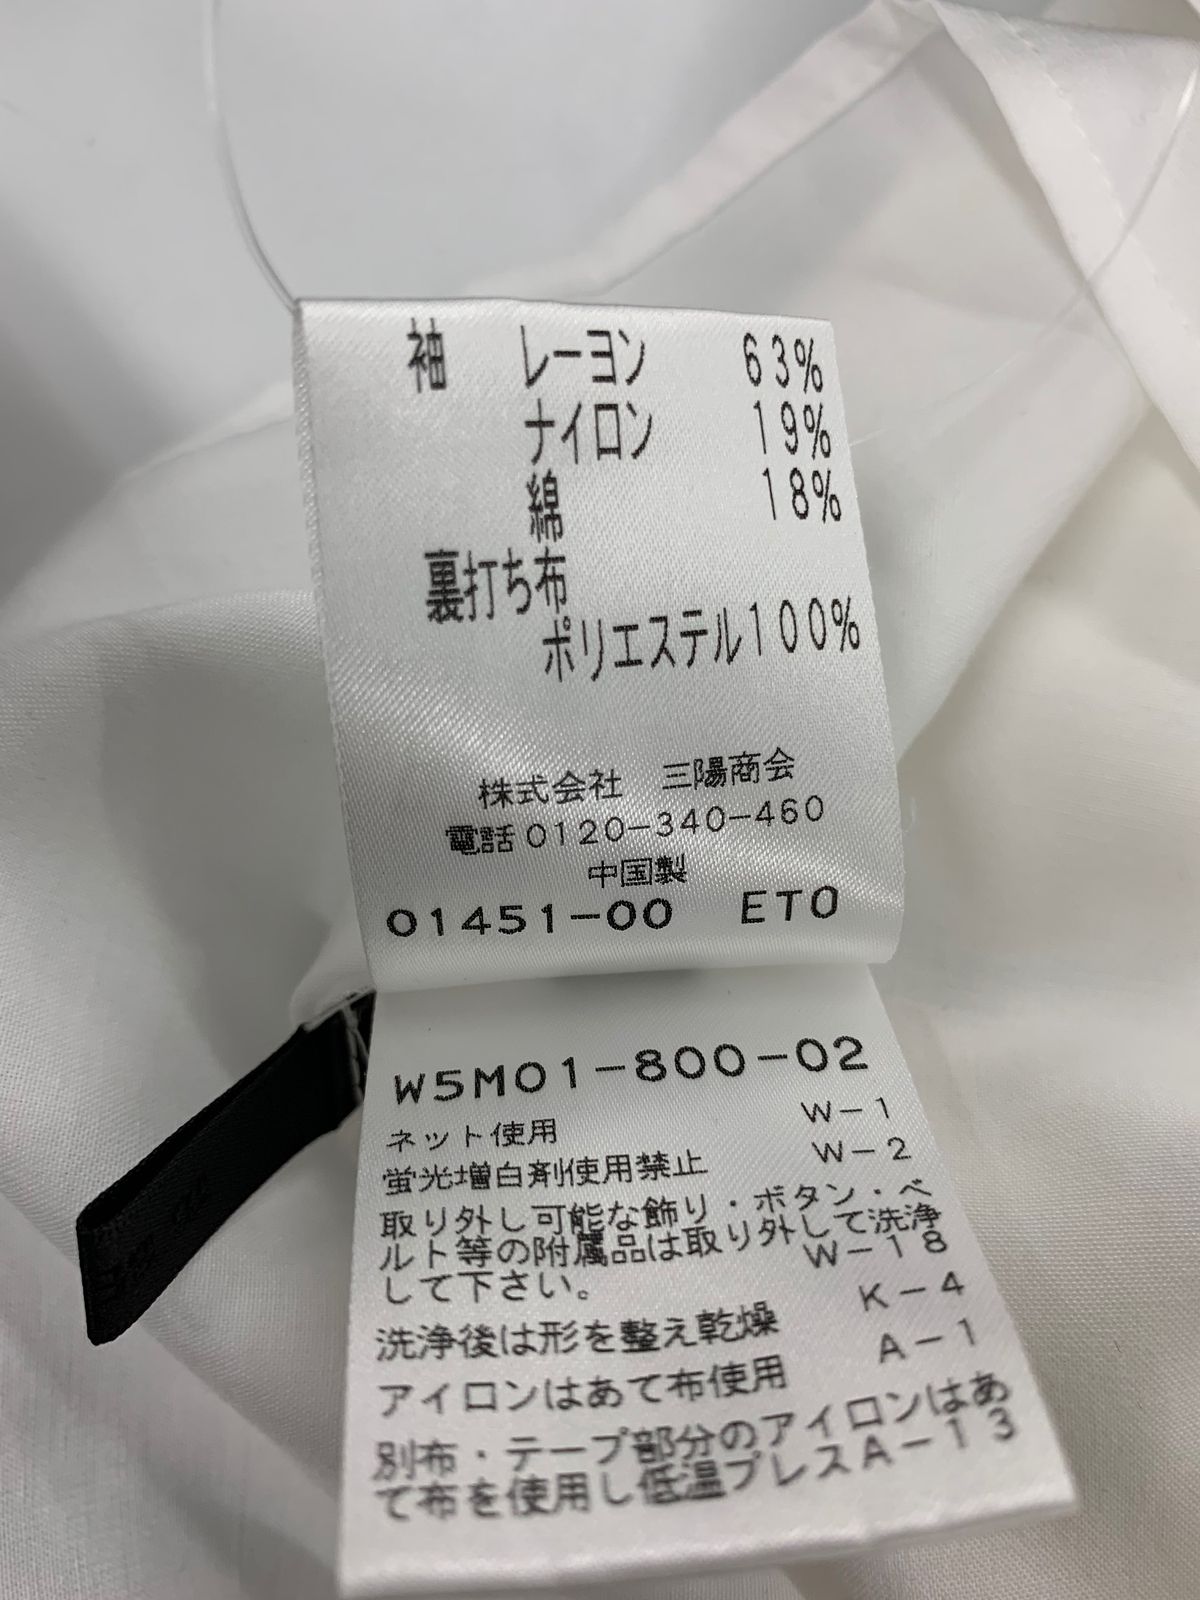 袖 レーヨン 63%
ナイロン 19%
綿 18%
裏打ち布
ポリエステル100%
株式会社 三陽商会
電話0120-340-460
中国製
01451-00 ET0
W5M01-800-02
ネット使用 W-1
蛍光増白剤使用禁止 W-2
取り外し可能な飾り・ボタン・ベ
ルト等の附属品は取り外して洗浄
して下さい。 W-18
洗浄後は形を整え乾燥 K-4
アイロンはあて布使用 A-1
別布・テープ部分のアイロンはあ
て布を使用し低温プレスA-13